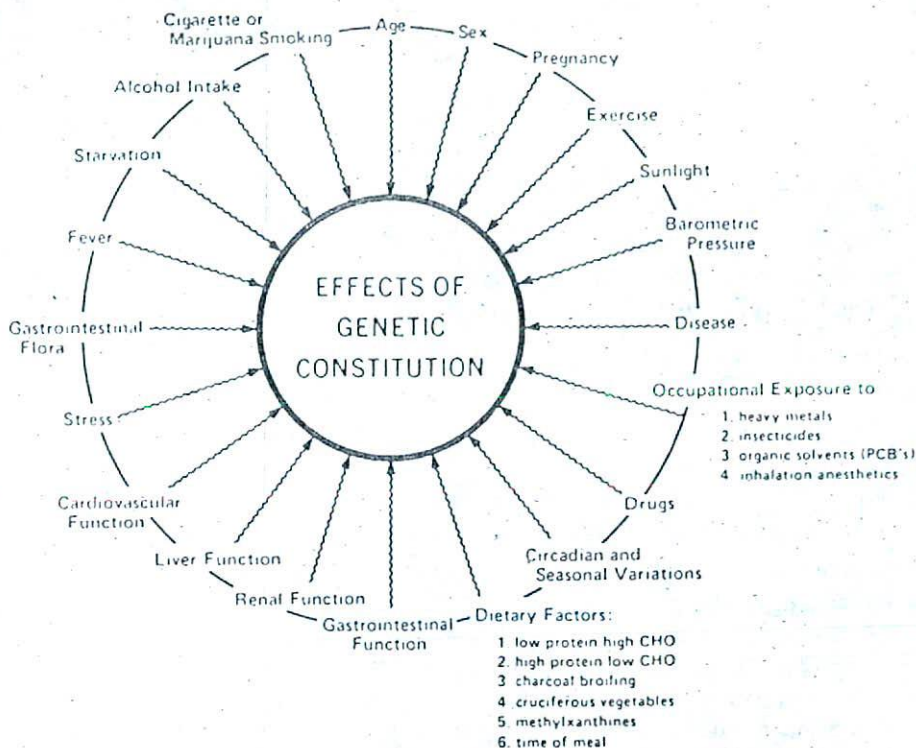 Cigarette or
Marijuana Smoking
Age
Sex
Pregnancy
Exercise
Sunlight
Barometric
Pressure
Disease
Occupational Exposure to
1. heavy metals
2. insecticides
3 organic solvents (PCB's)
4 inhalation anesthetics
Drugs
Circadian and
Seasonal Variations
Dietary Factors:
1. low protein high CHO
2. high protein low CHO
3 charcoal broiling
4 cruciferous vegetables
5. methylxanthines
6. time of meal
Gastrointestinal
Function
Renal Function
Liver Function
Cardiovascular
Function
Stress
Gastrointestinal
Flora
Fever
Starvation
Alcohol Intake
EFFECTS OF
GENETIC
CONSTITUTION